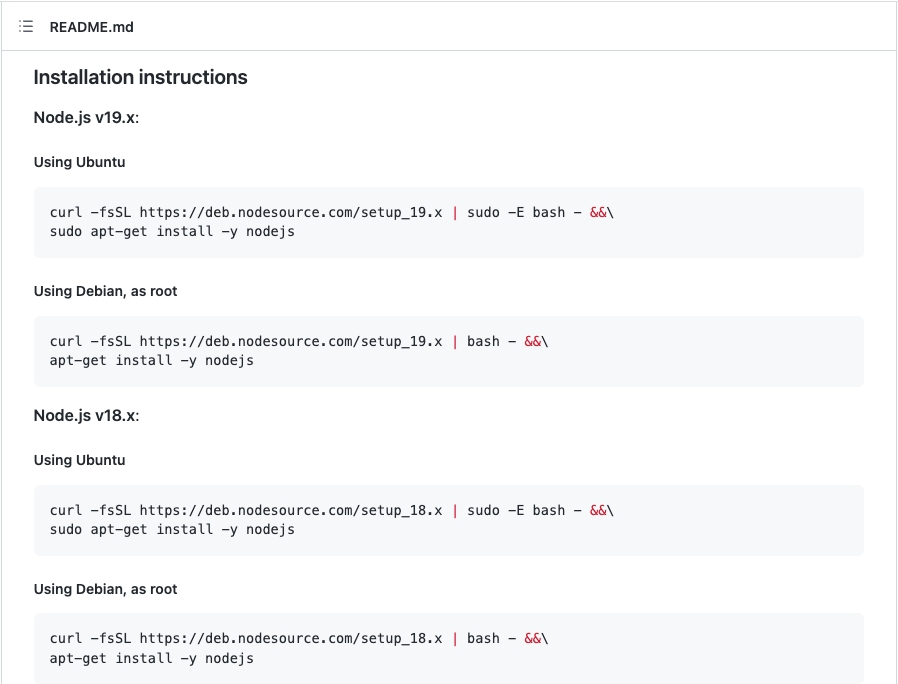 README.md
Installation instructions
Node.js v19.x:
Using Ubuntu
curl -fsSL https://deb.nodesource.com/setup_19.x | sudo -E bash - &&\
sudo apt-get install -y nodejs
Using Debian, as root
curl -fsSL https://deb.nodesource.com/setup_19.x | bash - &&\
apt-get install -y nodejs
Node.js v18.x:
Using Ubuntu
curl -fsSL https://deb.nodesource.com/setup_18.x | sudo -E bash - &&\
sudo apt-get install -y nodejs
Using Debian, as root
curl -fsSL https://deb.nodesource.com/setup_18.x | bash - &&\
apt-get install -y nodejs